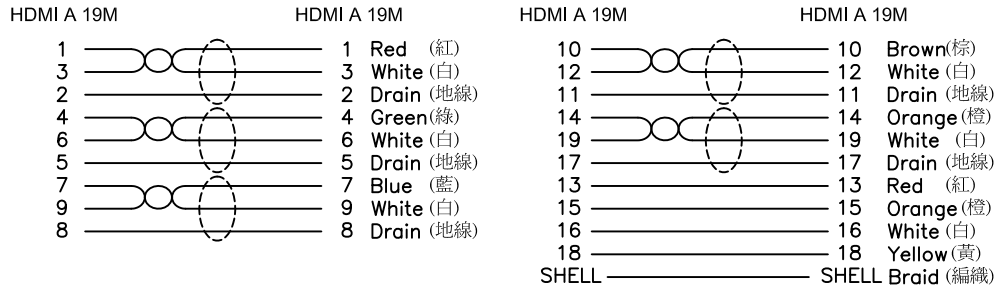 HDMI A 19M HDMI A 19M
1 1 Red (紅)
3 3 White (白)
2 2 Drain (地線)
4 4 Green (綠)
6 6 White (白)
5 5 Drain (地線)
7 7 Blue (藍)
9 9 White (白)
8 8 Drain (地線)
HDMI A 19M HDMI A 19M
10 10 Brown(棕)
12 12 White (白)
11 11 Drain (地線)
14 14 Orange(橙)
19 19 White (白)
17 17 Drain (地線)
13 13 Red (紅)
15 15 Orange(橙)
16 16 White (白)
18 18 Yellow(黃)
SHELL SHELL Braid (編織)